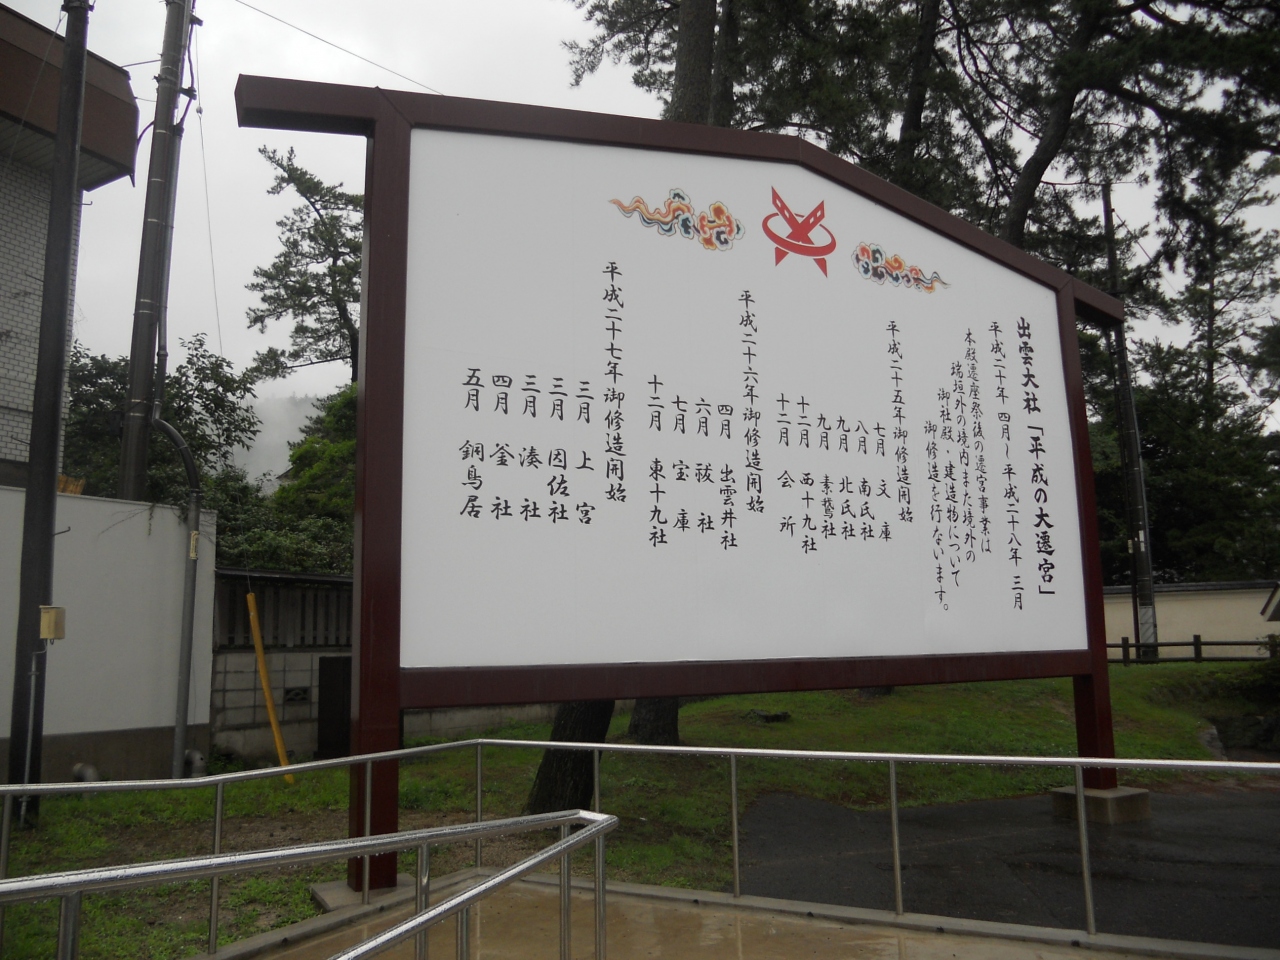 出雲大社「平成の大遷宮」
平成二十年 四月～平成二十八年 三月
本殿遷座祭後の遷宮事業は
瑞垣外の境内また境外の
御社殿・建造物について
御修造を行ないます。
平成二十五年御修造開始
七月 文庫
八月 南氏社
九月 北氏社
九月 素鵞社
十二月 西十九社
十二月 会所
平成二十六年御修造開始
四月 出雲井社
六月 祓社
七月 宝庫
十二月 東十九社
平成二十七年御修造開始
三月 上宮
三月 因佐社
三月 湊社
四月 釜社
五月 銅鳥居